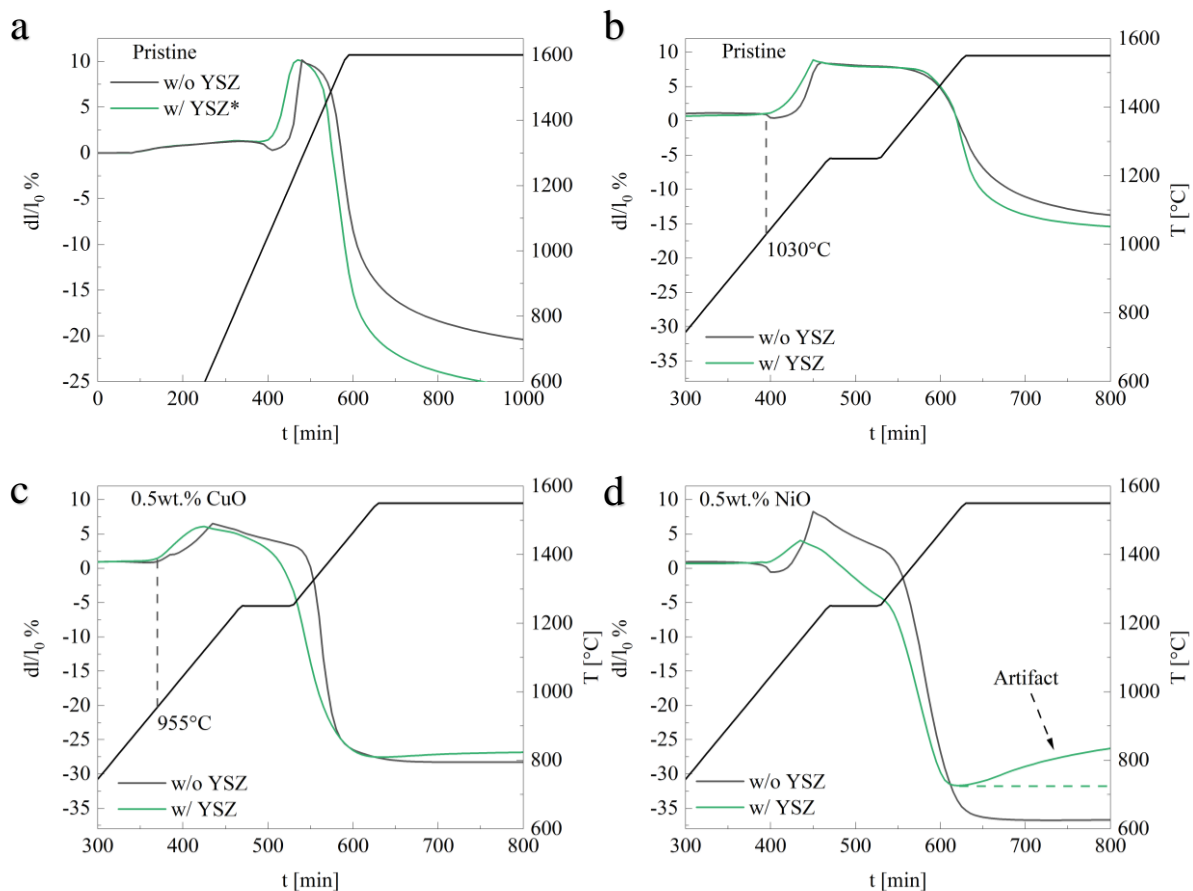 a
Pristine
w/o YSZ
w/ YSZ*
10
5
0
-5
-10
-15
-20
-25
dl/l₀ %
1600
1400
1200
1000
800
600
0 200 400 600 800 1000
t [min]
b
Pristine
10
5
0
-5
-10
-15
-20
-25
-30
-35
dl/l₀ %
1030°C
w/o YSZ
w/ YSZ
1600
1400
1200
1000
800
600
T [°C]
300 400 500 600 700 800
t [min]
c
0.5wt.% CuO
10
5
0
-5
-10
-15
-20
-25
-30
-35
dl/l₀ %
955°C
w/o YSZ
w/ YSZ
1600
1400
1200
1000
800
600
T [°C]
300 400 500 600 700 800
t [min]
d
0.5wt.% NiO
10
5
0
-5
-10
-15
-20
-25
-30
-35
dl/l₀ %
Artifact
w/o YSZ
w/ YSZ
1600
1400
1200
1000
800
600
T [°C]
300 400 500 600 700 800
t [min]